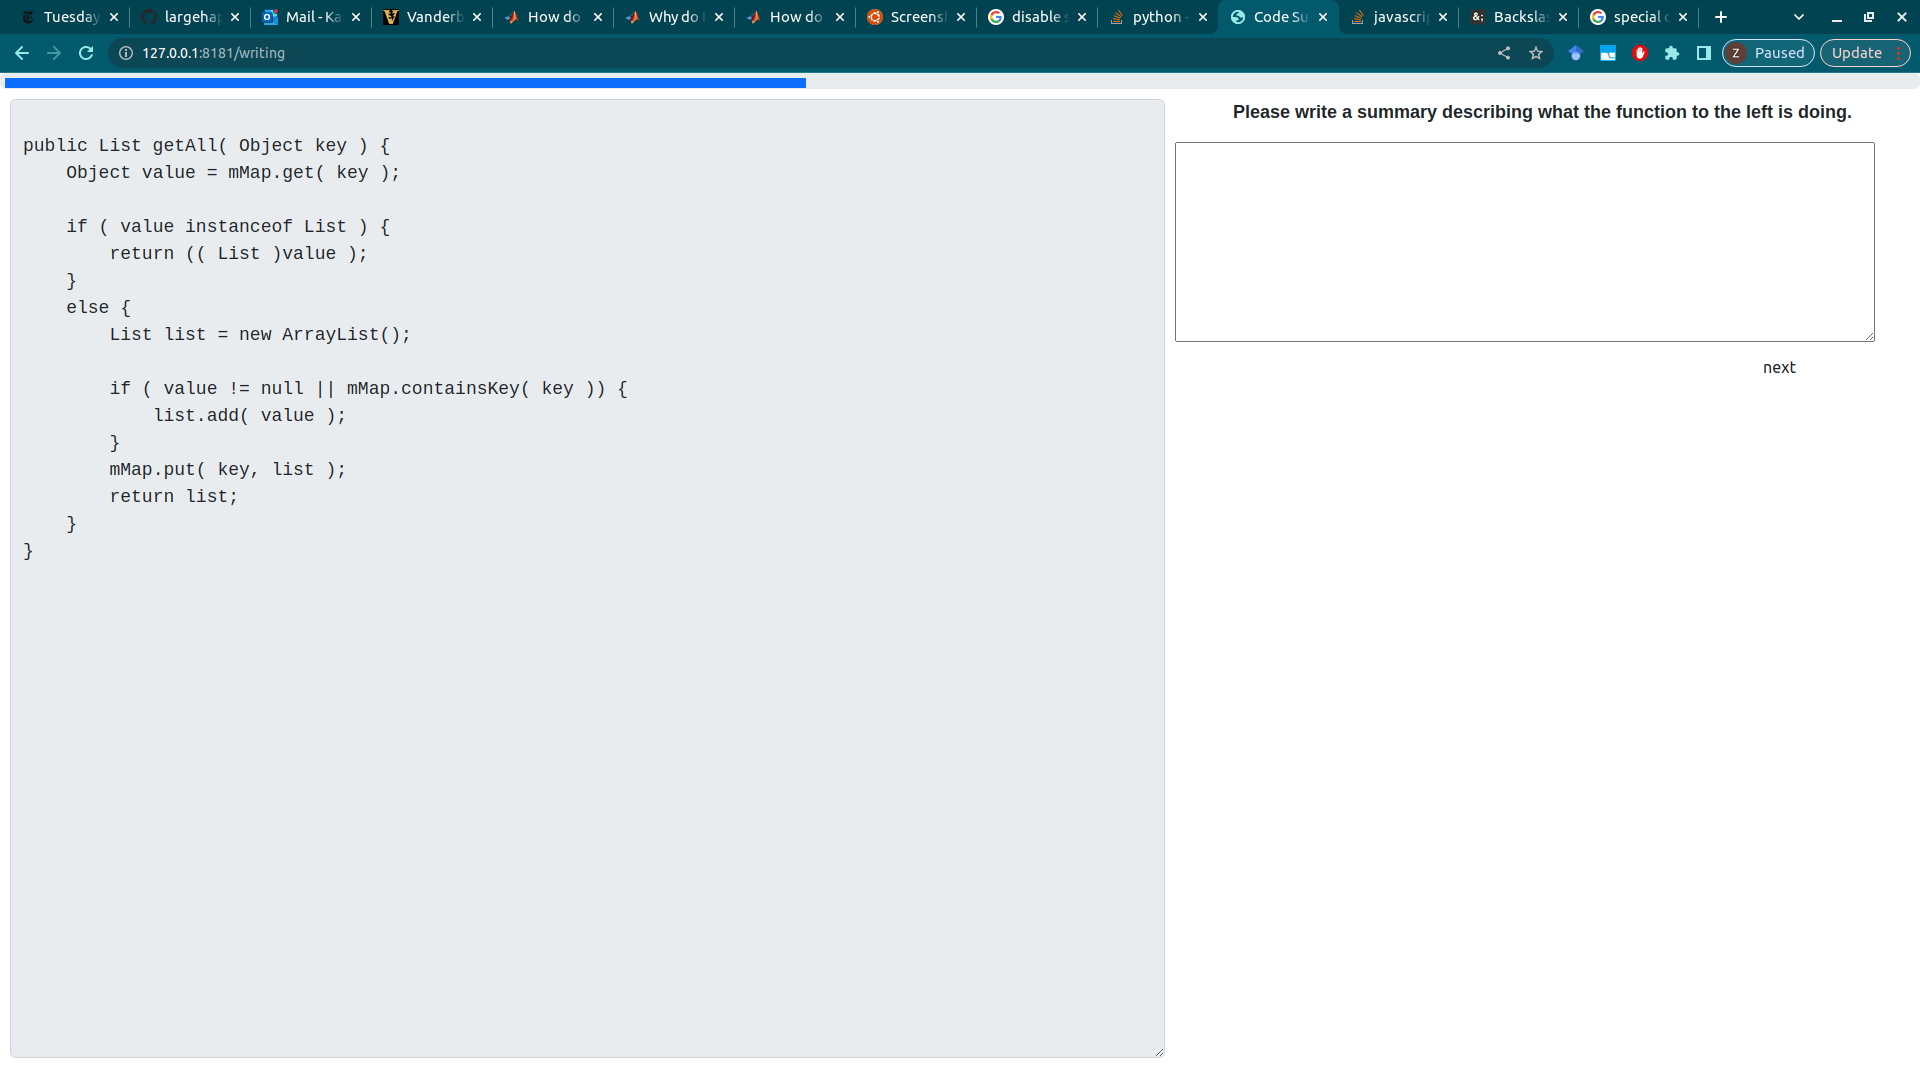 Tuesday
largehap
Mail - Ka
Vanderb
How do
Why do
How do
Screens
disable s
python -
Code Su
javascrip
Backslas
special c
127.0.0.1:8181/writing
Z Paused
Update
Please write a summary describing what the function to the left is doing.
public List getAll( Object key ) {
    Object value = mMap.get( key );
    if ( value instanceof List ) {
        return (( List )value );
    }
    else {
        List list = new ArrayList();
        if ( value != null || mMap.containsKey( key )) {
            list.add( value );
        }
        mMap.put( key, list );
        return list;
    }
}
next